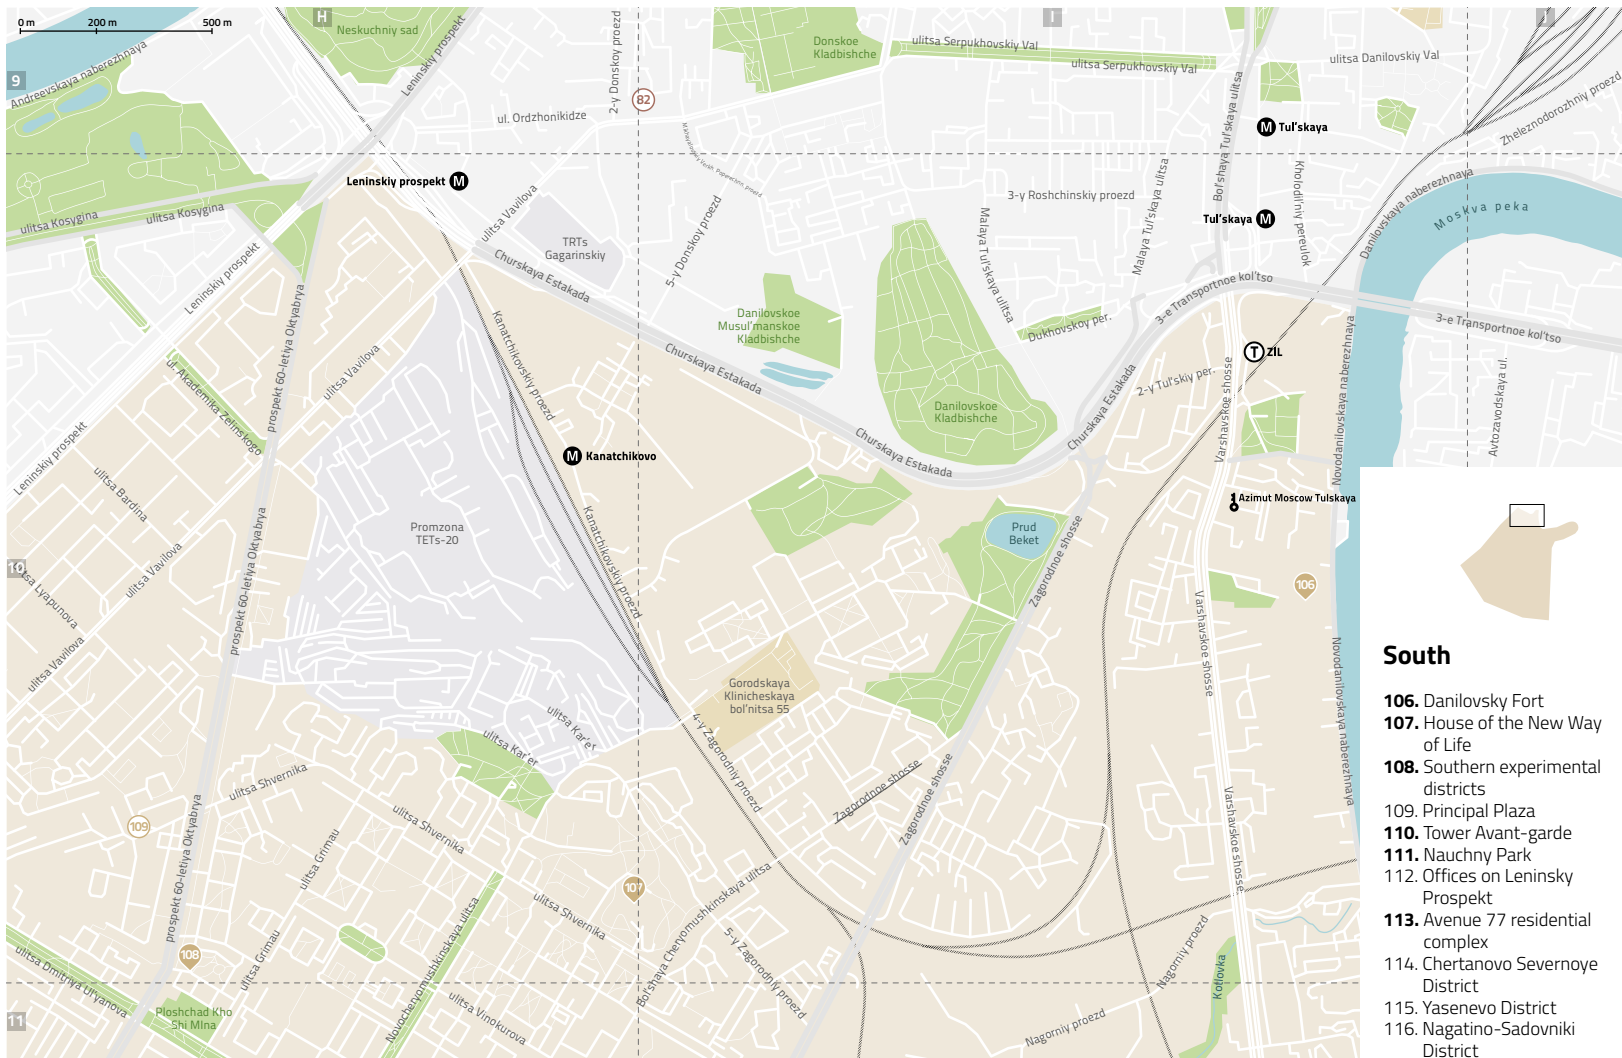 0 m 200 m 500 m
H
I
J
9
Neskuchniy sad
Leninskiy prospekt
Andreevskaya naberezhnaya
2-y Donskoy proezd
82
ul. Ordzhonikidze
Donskoe
Kladbishche
ulitsa Serpukhovskiy Val
ulitsa Serpukhovskiy Val
ulitsa Danilovskiy Val
Bol'shaya Tul'skaya ulitsa
M Tul'skaya
Zheleznodorozhniy proezd
Leninskiy prospekt M
ulitsa Kosygina
ulitsa Kosygina
ulitsa Vavilova
TRTs
Gagarinskiy
5-y Donskoy proezd
3-y Roshchinskiy proezd
Malaya Tul'skaya ulitsa
Malaya Tul'skaya ulitsa
Kholodil'niy pereulok
Tul'skaya M
Danilovskaya naberezhnaya
Moskva peka
Leninskiy prospekt
Churskaya Estakada
prospekt 60-letiya Oktyabrya
Kanatchikovskiy proezd
Danilovskoe
Musul'manskoe
Kladbishche
Dukhovskoy per.
3-e Transportnoe kol'tso
3-e Transportnoe kol'tso
T ZIL
ul. Akademika Zelinskogo
ulitsa Vavilova
Churskaya Estakada
Churskaya Estakada
2-y Tul'skiy per.
Varshavskoe shosse
Novodanilovskaya naberezhnaya
Avtozavodskaya ul.
Danilovskoe
Kladbishche
Churskaya Estakada
Leninskiy prospekt
M Kanatchikovo
ulitsa Bardina
Promzona
TETs-20
Kanatchikovskiy proezd
Prud
Beket
Azimut Moscow Tulskaya
10
ulitsa Lyapunova
ulitsa Vavilova
prospekt 60-letiya Oktyabrya
Zagorodnoe shosse
106
Varshavskoe shosse
Novodanilovskaya naberezhnaya
ulitsa Vavilova
Gorodskaya
Klinicheskaya
bol'nitsa 55
ulitsa Kar'er
ulitsa Kar'er
4-y Zagorodniy proezd
ulitsa Shvernika
Zagorodnoe shosse
Zagorodnoe shosse
109
prospekt 60-letiya Oktyabrya
ulitsa Grimau
ulitsa Shvernika
Varshavskoe shosse
107
ulitsa Shvernika
Bol'shaya Cheryomushkinskaya ulitsa
108
ulitsa Grimau
Novocheryomushkinskaya ulitsa
5-y Zagorodniy proezd
Nagorniy proezd
Kotlovka
ulitsa Dmitriya Ul'yanova
Ploshchad Kho
Shi MIna
ulitsa Vinokurova
Nagorniy proezd
11
South
106. Danilovsky Fort
107. House of the New Way
of Life
108. Southern experimental
districts
109. Principal Plaza
110. Tower Avant-garde
111. Nauchny Park
112. Offices on Leninsky
Prospekt
113. Avenue 77 residential
complex
114. Chertanovo Severnoye
District
115. Yasenevo District
116. Nagatino-Sadovniki
District